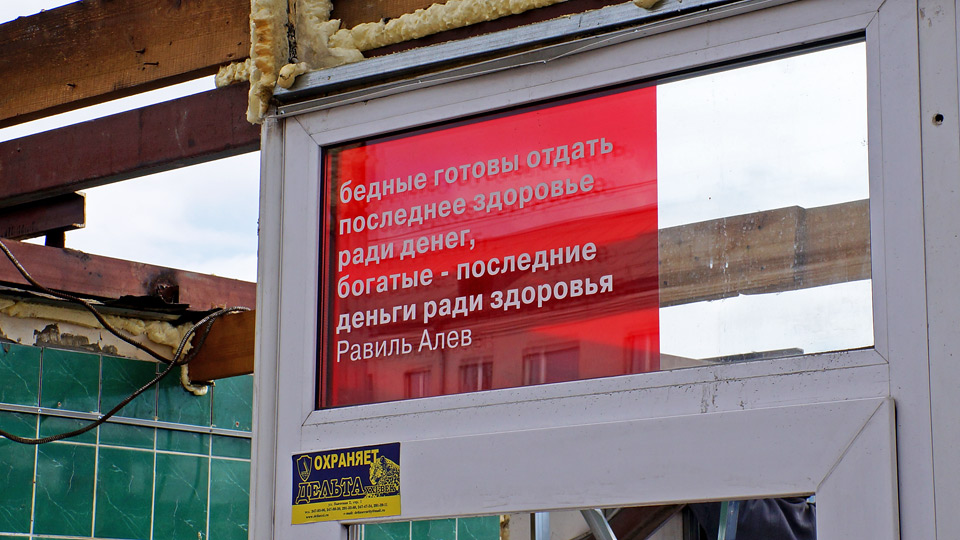 бедные готовы отдать
последнее здоровье
ради денег,
богатые - последние
деньги ради здоровья
Равиль Алев
ОХРАНЯЕТ
ДЕЛЬТА